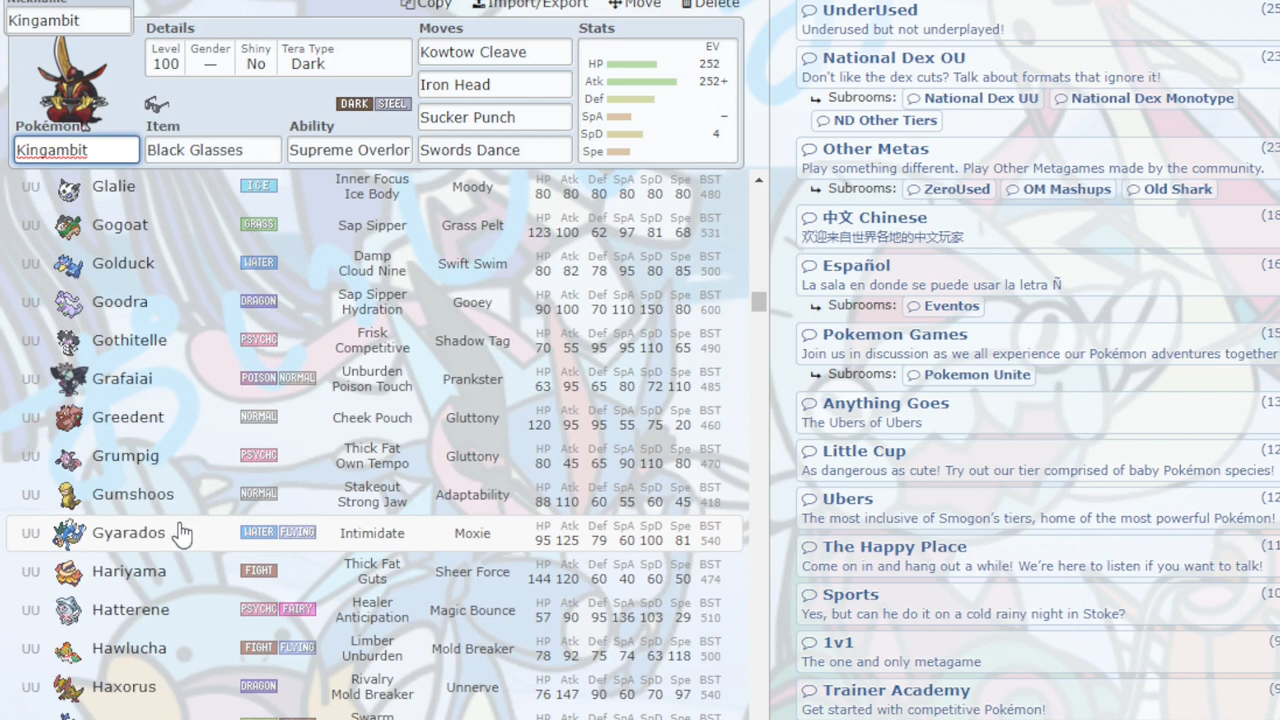 Nickname
Kingambit
Copy Import/Export Move Delete
Details
Level Gender Shiny Tera Type
100 — No Dark
DARK STEEL
Pokémon Item Ability
Kingambit Black Glasses Supreme Overlor
Moves
Kowtow Cleave
Iron Head
Sucker Punch
Swords Dance
Stats
EV
HP 252
Atk 252+
Def
SpA –
SpD 4
Spe
UU Glalie ICE Inner Focus Ice Body Moody HP 80 Atk 80 Def 80 SpA 80 SpD 80 Spe 80 BST 480
UU Gogoat GRASS Sap Sipper Grass Pelt HP 123 Atk 100 Def 62 SpA 97 SpD 81 Spe 68 BST 531
UU Golduck WATER Damp Cloud Nine Swift Swim HP 80 Atk 82 Def 78 SpA 95 SpD 80 Spe 85 BST 500
UU Goodra DRAGON Sap Sipper Hydration Gooey HP 90 Atk 100 Def 70 SpA 110 SpD 150 Spe 80 BST 600
UU Gothitelle PSYCHC Frisk Competitive Shadow Tag HP 70 Atk 55 Def 95 SpA 95 SpD 110 Spe 65 BST 490
UU Grafaiai POISON NORMAL Unburden Poison Touch Prankster HP 63 Atk 95 Def 65 SpA 80 SpD 72 Spe 110 BST 485
UU Greedent NORMAL Cheek Pouch Gluttony HP 120 Atk 95 Def 95 SpA 55 SpD 75 Spe 20 BST 460
UU Grumpig PSYCHC Thick Fat Own Tempo Gluttony HP 80 Atk 45 Def 65 SpA 90 SpD 110 Spe 80 BST 470
UU Gumshoos NORMAL Stakeout Strong Jaw Adaptability HP 88 Atk 110 Def 60 SpA 55 SpD 60 Spe 45 BST 418
UU Gyarados WATER FLYING Intimidate Moxie HP 95 Atk 125 Def 79 SpA 60 SpD 100 Spe 81 BST 540
UU Hariyama FIGHT Thick Fat Guts Sheer Force HP 144 Atk 120 Def 60 SpA 40 SpD 60 Spe 50 BST 474
UU Hatterene PSYCHC FAIRY Healer Anticipation Magic Bounce HP 57 Atk 90 Def 95 SpA 136 SpD 103 Spe 29 BST 510
UU Hawlucha FIGHT FLYING Limber Unburden Mold Breaker HP 78 Atk 92 Def 75 SpA 74 SpD 63 Spe 118 BST 500
UU Haxorus DRAGON Rivalry Mold Breaker Unnerve HP 76 Atk 147 Def 90 SpA 60 SpD 70 Spe 97 BST 540
Swarm HP Atk Def SpA SpD Spe
UnderUsed (25
Underused but not underplayed!
National Dex OU (23
Don't like the dex cuts? Talk about formats that ignore it!
Subrooms: National Dex UU National Dex Monotype
ND Other Tiers
Other Metas (23
Play something different. Play Other Metagames made by the community.
Subrooms: ZeroUsed OM Mashups Old Shark
中文 Chinese (18
欢迎来自世界各地的中文玩家
Español (16
La sala en donde se puede usar la letra Ñ
Subrooms: Eventos
Pokemon Games (15
Join us in discussion as we all experience our Pokémon adventures together
Subrooms: Pokemon Unite
Anything Goes (13
The Ubers of Ubers
Little Cup (12
As dangerous as cute! Try out our tier comprised of baby Pokémon species!
Ubers (12
The most inclusive of Smogon's tiers, home of the most powerful Pokémon!
The Happy Place (11
Come on in and hang out a while! We're here to listen if you want to talk!
Sports (10
Yes, but can he do it on a cold rainy night in Stoke?
1v1 (9
The one and only metagame
Trainer Academy (9
Get started with competitive Pokémon!